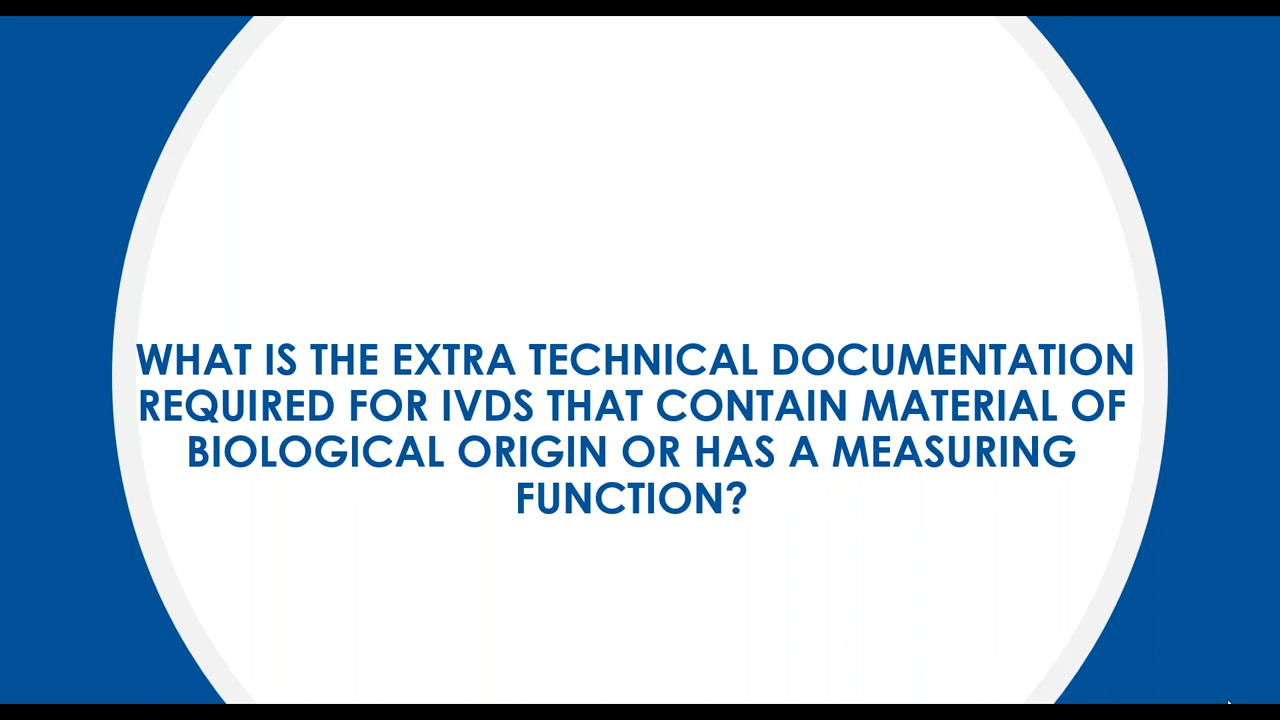 WHAT IS THE EXTRA TECHNICAL DOCUMENTATION
REQUIRED FOR IVDS THAT CONTAIN MATERIAL OF
BIOLOGICAL ORIGIN OR HAS A MEASURING
FUNCTION?